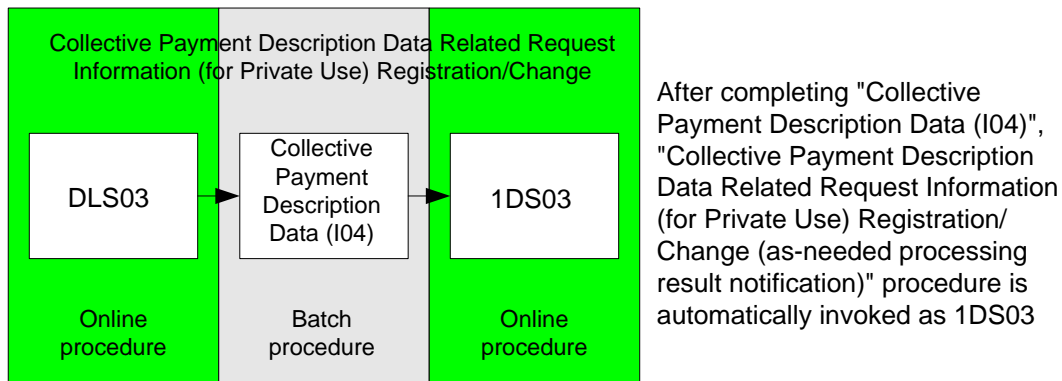 Collective Payment Description Data Related Request
Information (for Private Use) Registration/Change
DLS03
Collective
Payment
Description
Data (I04)
1DS03
Online
procedure
Batch
procedure
Online
procedure
After completing "Collective
Payment Description Data (I04)",
"Collective Payment Description
Data Related Request Information
(for Private Use) Registration/
Change (as-needed processing
result notification)" procedure is
automatically invoked as 1DS03